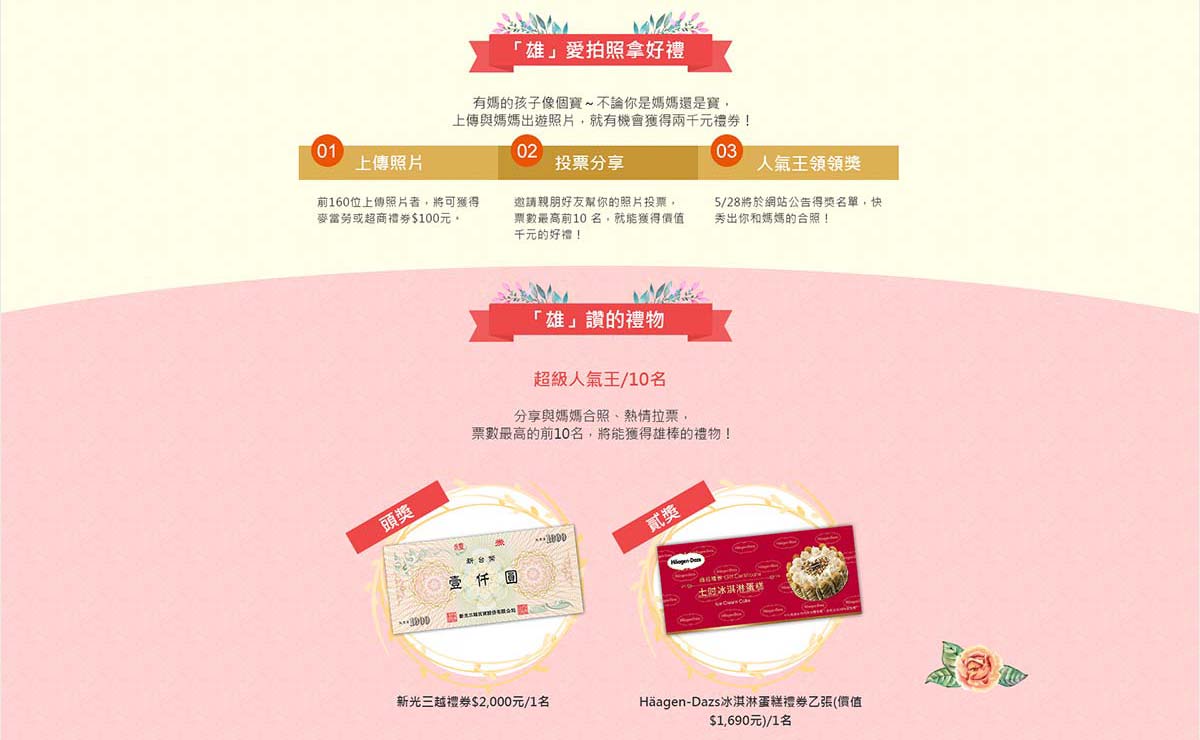 「雄」愛拍照拿好禮
有媽的孩子像個寶～不論你是媽媽還是寶，
上傳與媽媽出遊照片，就有機會獲得兩千元禮券！
01 上傳照片
02 投票分享
03 人氣王領領獎
前160位上傳照片者，將可獲得
麥當勞或超商禮券$100元。
邀請親朋好友幫你的照片投票，
票數最高前10 名，就能獲得價值
千元的好禮！
5/28將於網站公告得獎名單，快
秀出你和媽媽的合照！
「雄」讚的禮物
超級人氣王/10名
分享與媽媽合照、熱情拉票，
票數最高的前10名，將能獲得雄棒的禮物！
頭獎
禮券
1000
新台幣
壹仟圓
新光三越百貨股份有限公司
1000
貳獎
Häagen-Dazs
七吋冰淇淋蛋糕
Ice Cream Cake
新光三越禮券$2,000元/1名
Häagen-Dazs冰淇淋蛋糕禮券乙張(價值
$1,690元)/1名